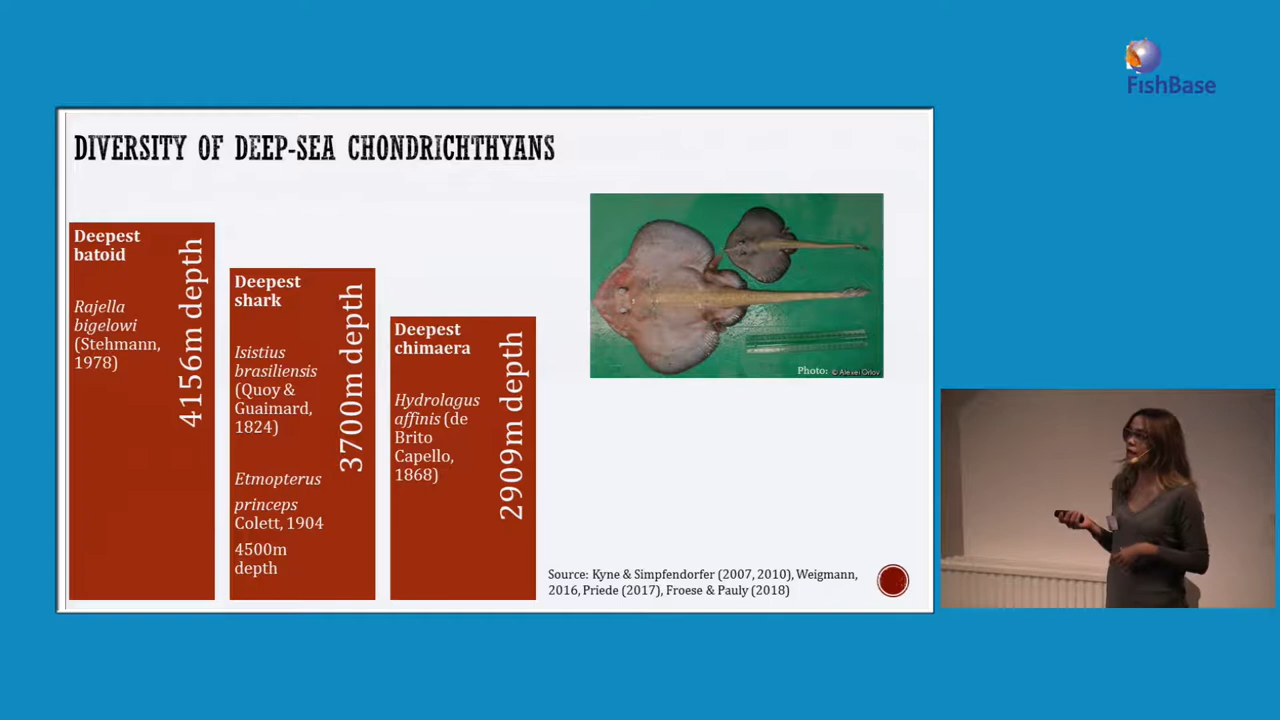 FishBase
DIVERSITY OF DEEP-SEA CHONDRICHTHYANS
Deepest
batoid
Rajella
bigelowi
(Stehmann,
1978)
4156m depth
Deepest
shark
Isistius
brasiliensis
(Quoy &
Guaimard,
1824)
Etmopterus
princeps
Colett, 1904
4500m
depth
3700m depth
Deepest
chimaera
Hydrolagus
affinis (de
Brito
Capello,
1868)
2909m depth
Photo: © Alexei Orlov
Source: Kyne & Simpfendorfer (2007, 2010), Weigmann,
2016, Priede (2017), Froese & Pauly (2018)